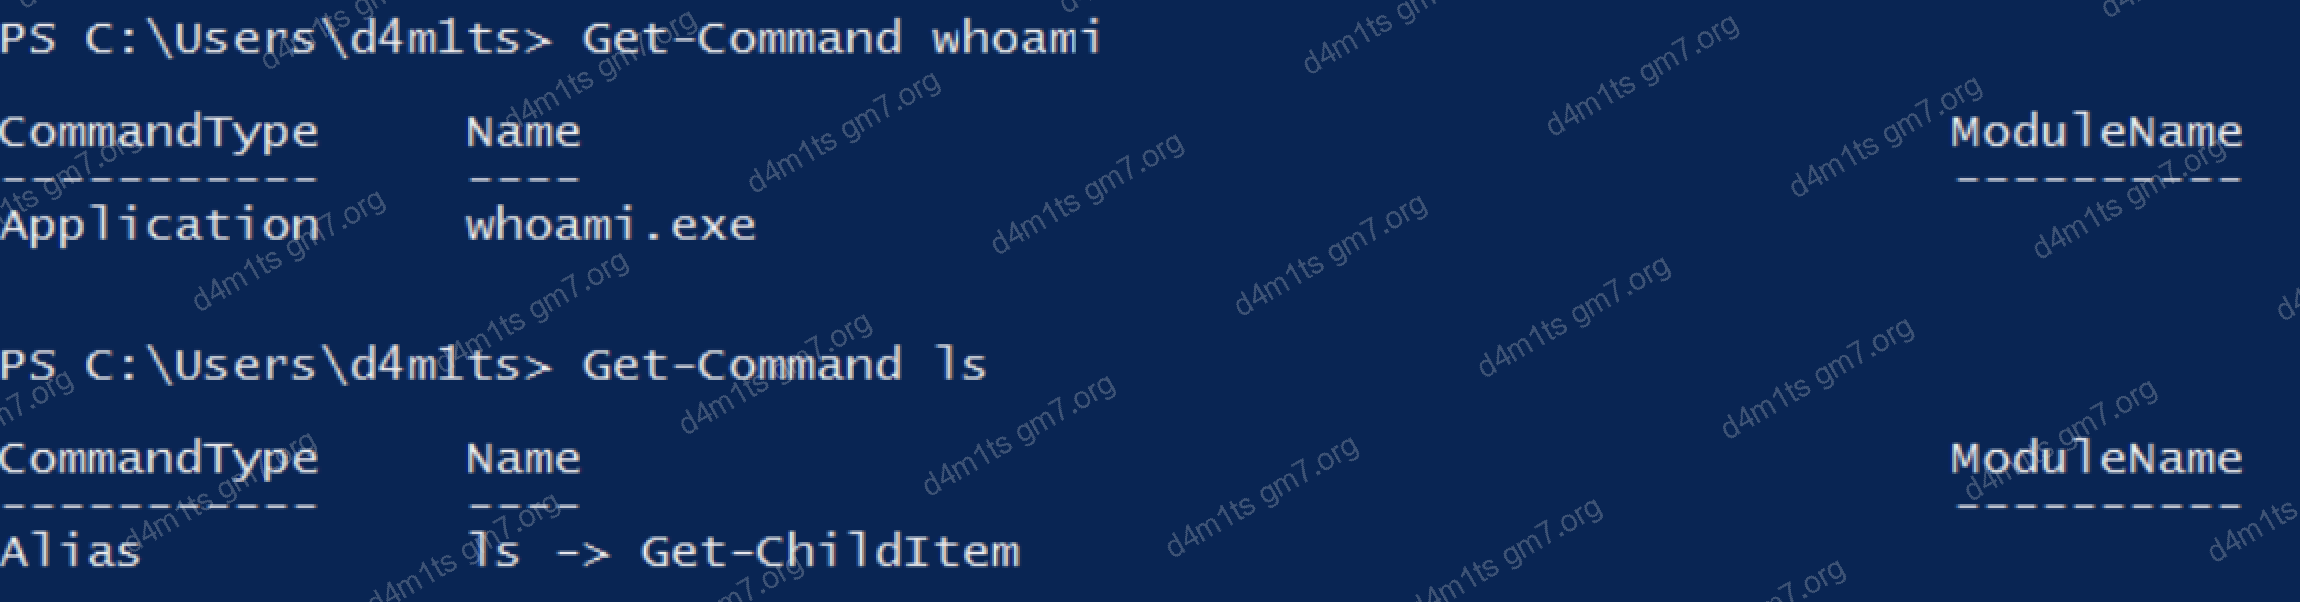 PS C:\Users\d4m1ts> Get-Command whoami
CommandType     Name                                               ModuleName
-----------     ----                                               ----------
Application     whoami.exe
PS C:\Users\d4m1ts> Get-Command ls
CommandType     Name                                               ModuleName
-----------     ----                                               ----------
Alias           ls -> Get-ChildItem
d4m1ts gm7.org